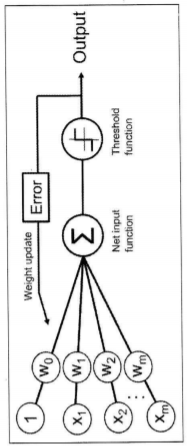 Output
Error
Weight update
Threshold
function
Net input
function
Σ
1
w0
x1
w1
x2
w2
xm
wm